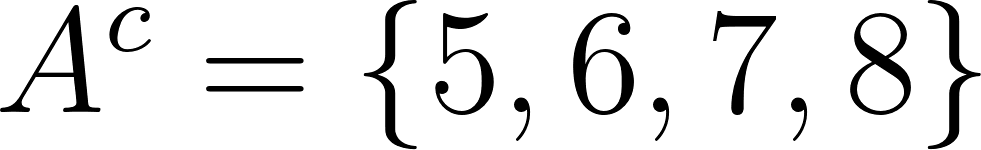 A^c = {5, 6, 7, 8}